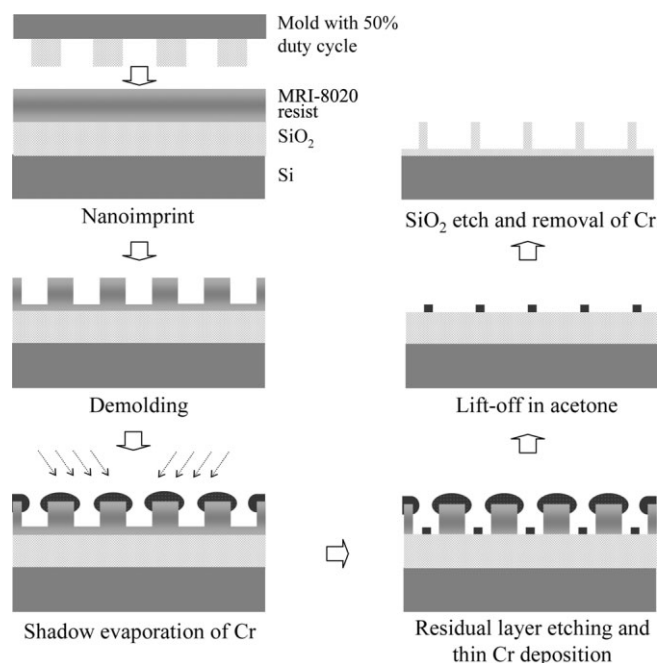 Mold with 50%
duty cycle
MRI-8020
resist
SiO₂
Si
Nanoimprint
Demolding
Shadow evaporation of Cr
SiO₂ etch and removal of Cr
Lift-off in acetone
Residual layer etching and
thin Cr deposition